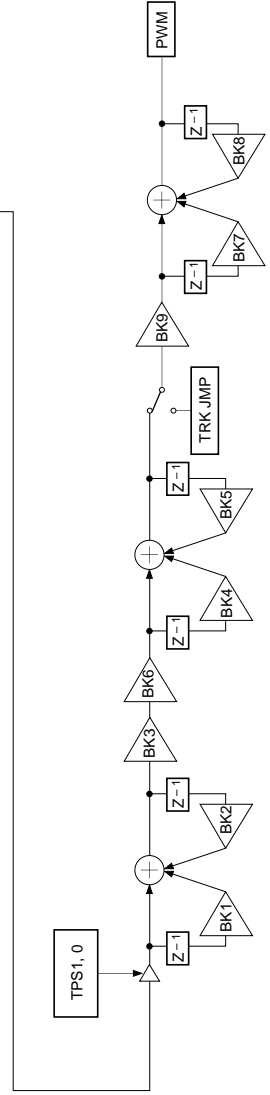 TPS1, 0
Z – 1
BK1
Z – 1
BK2
BK3
BK6
Z – 1
BK4
Z – 1
BK5
TRK JMP
BK9
Z – 1
BK7
Z – 1
BK8
PWM